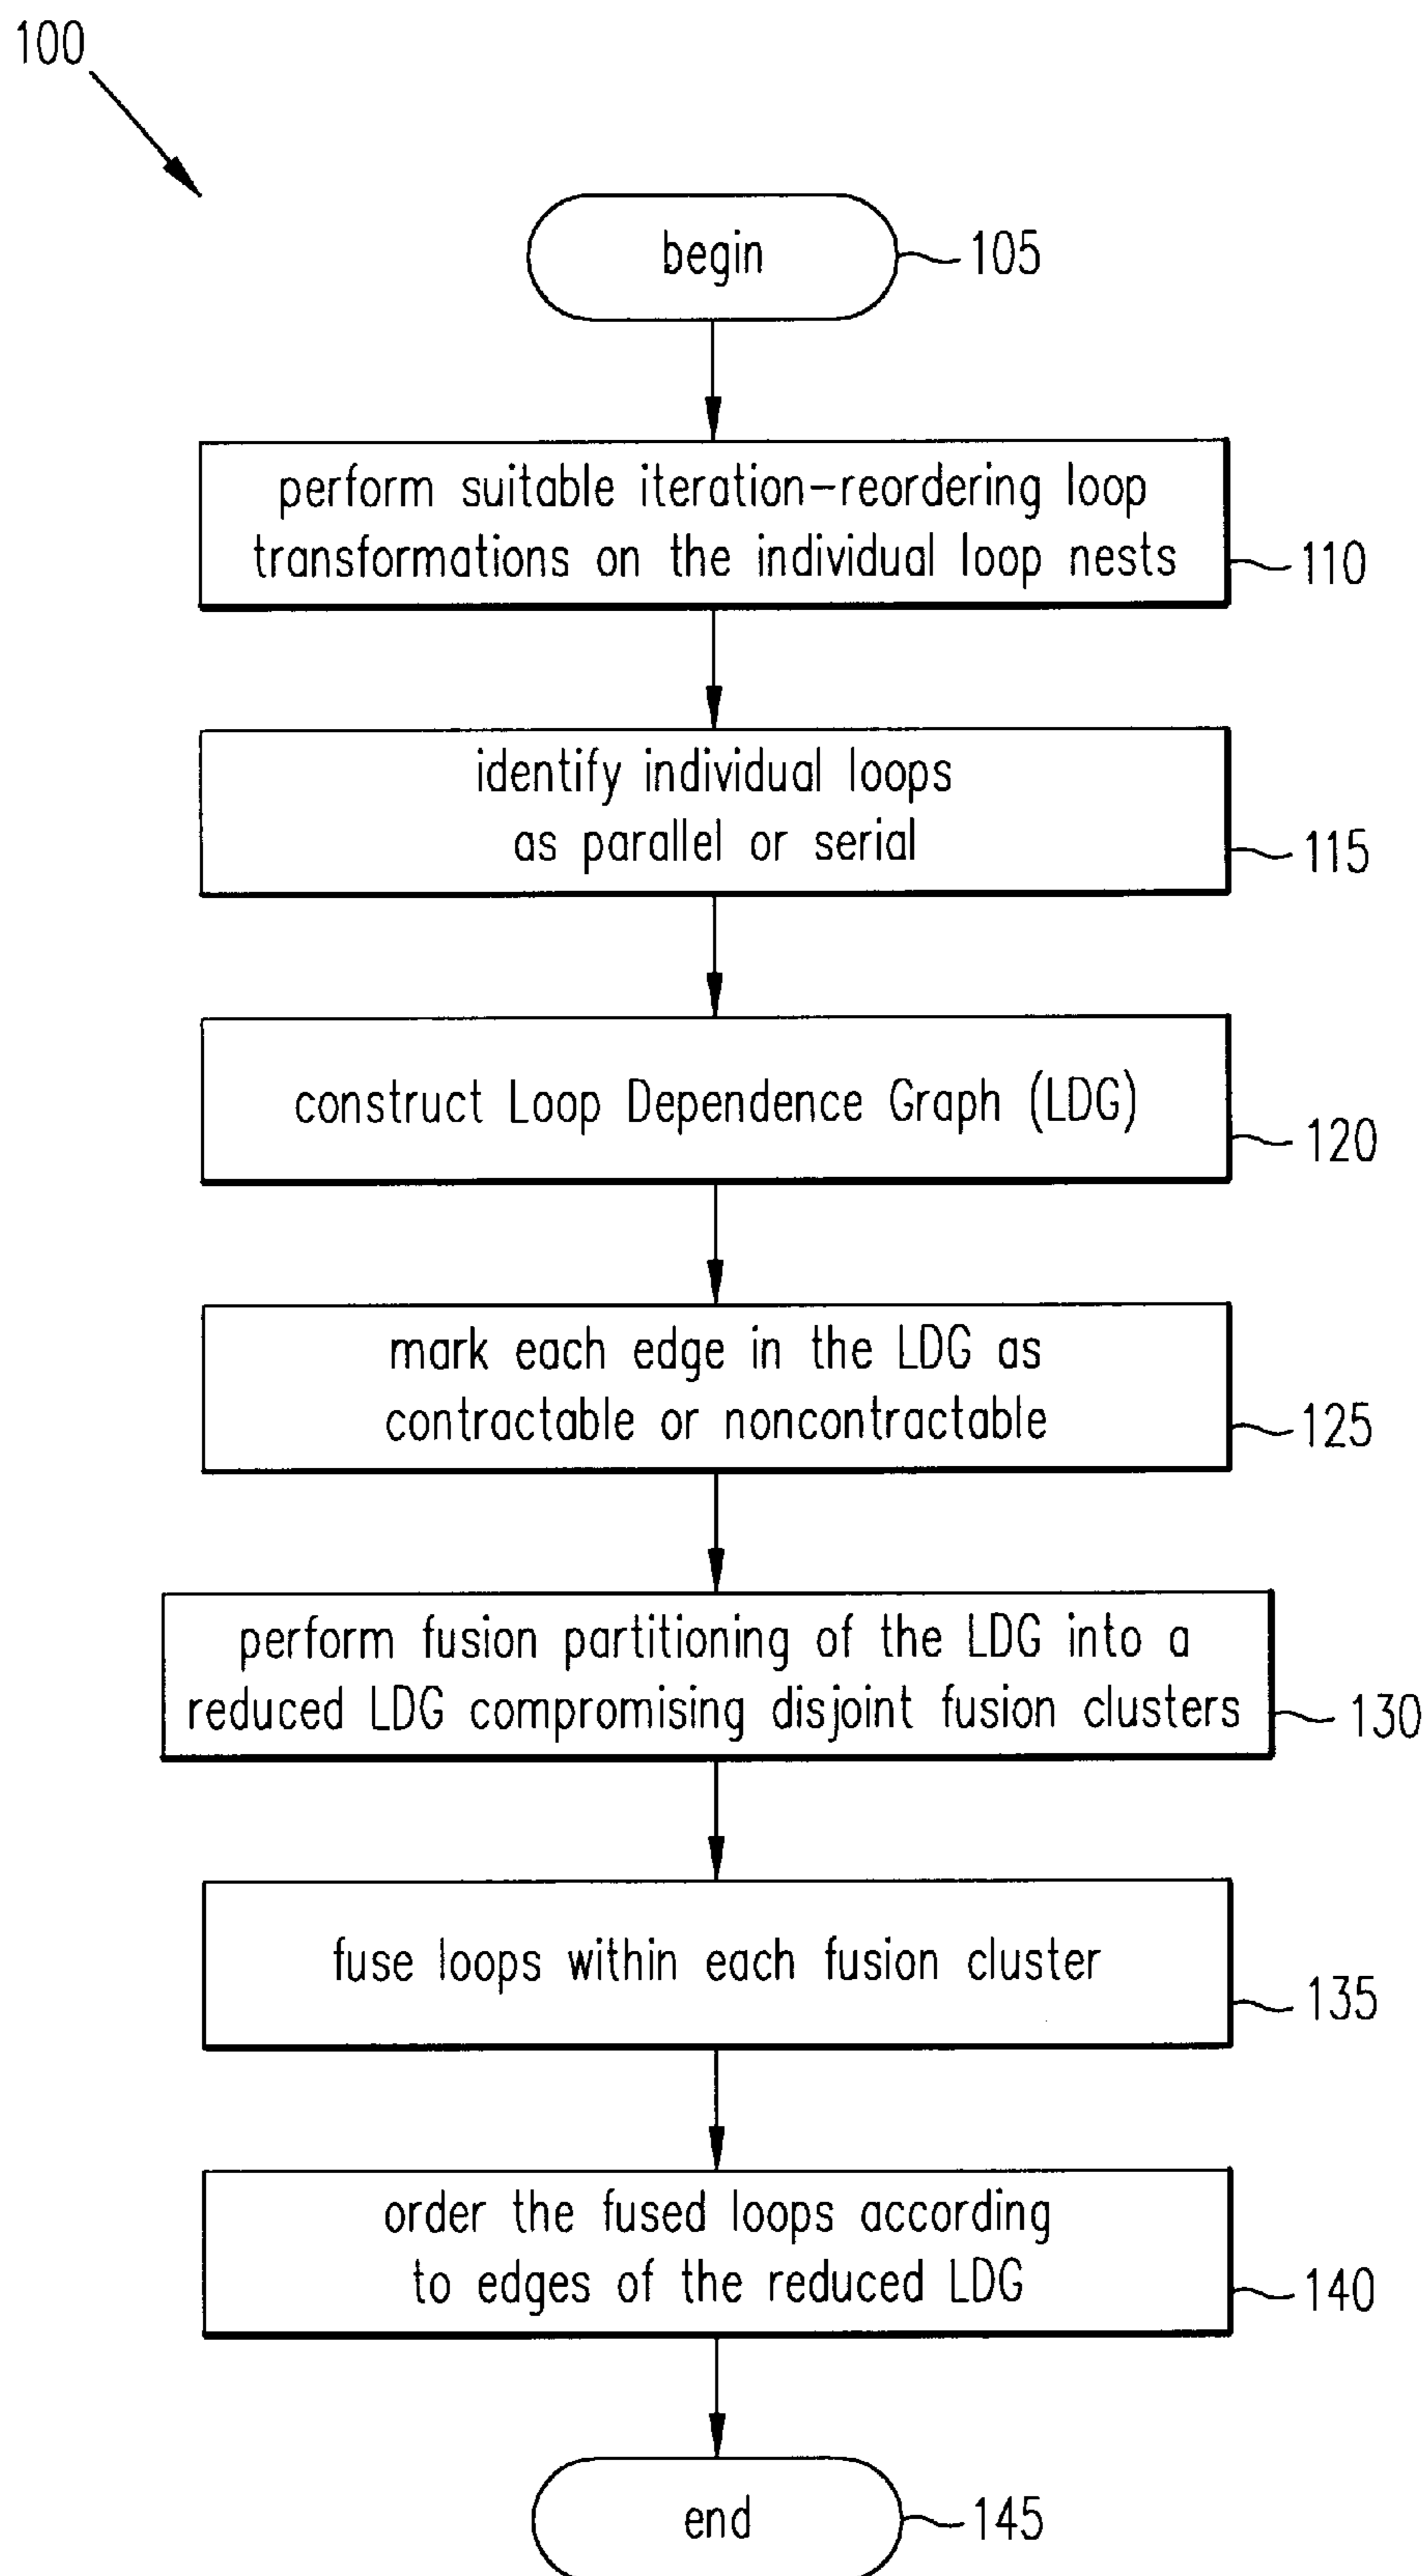 100
begin
105
perform suitable iteration-reordering loop
transformations on the individual loop nests
110
identify individual loops
as parallel or serial
115
construct Loop Dependence Graph (LDG)
120
mark each edge in the LDG as
contractable or noncontractable
125
perform fusion partitioning of the LDG into a
reduced LDG compromising disjoint fusion clusters
130
fuse loops within each fusion cluster
135
order the fused loops according
to edges of the reduced LDG
140
end
145